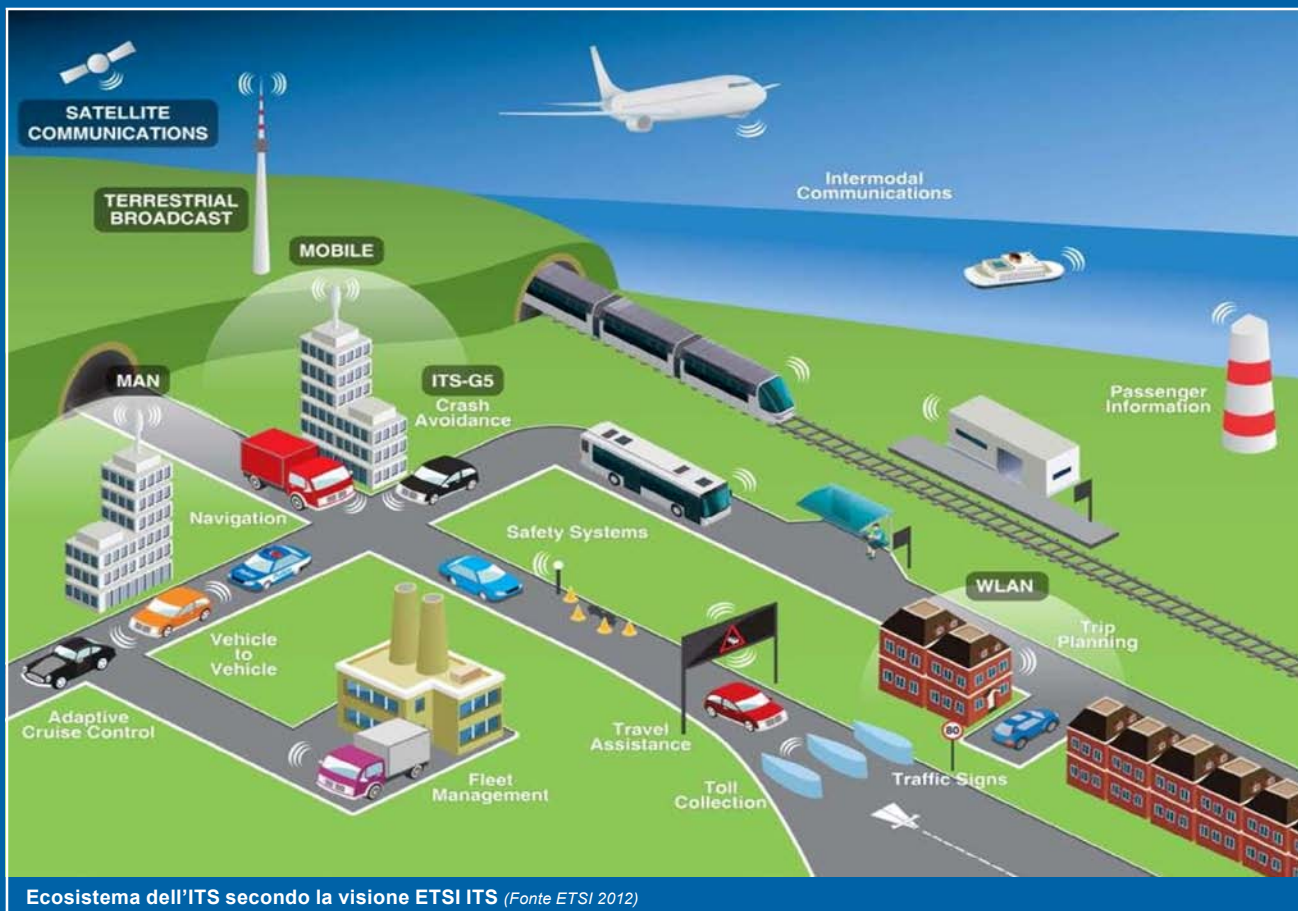 SATELLITE
COMMUNICATIONS
TERRESTRIAL
BROADCAST
Intermodal
Communications
MOBILE
MAN
ITS-G5
Crash
Avoidance
Passenger
Information
Navigation
Safety Systems
WLAN
Trip
Planning
Vehicle
to
Vehicle
Adaptive
Cruise Control
Fleet
Management
Travel
Assistance
Toll
Collection
80
Traffic Signs
Ecosistema dell'ITS secondo la visione ETSI ITS (Fonte ETSI 2012)